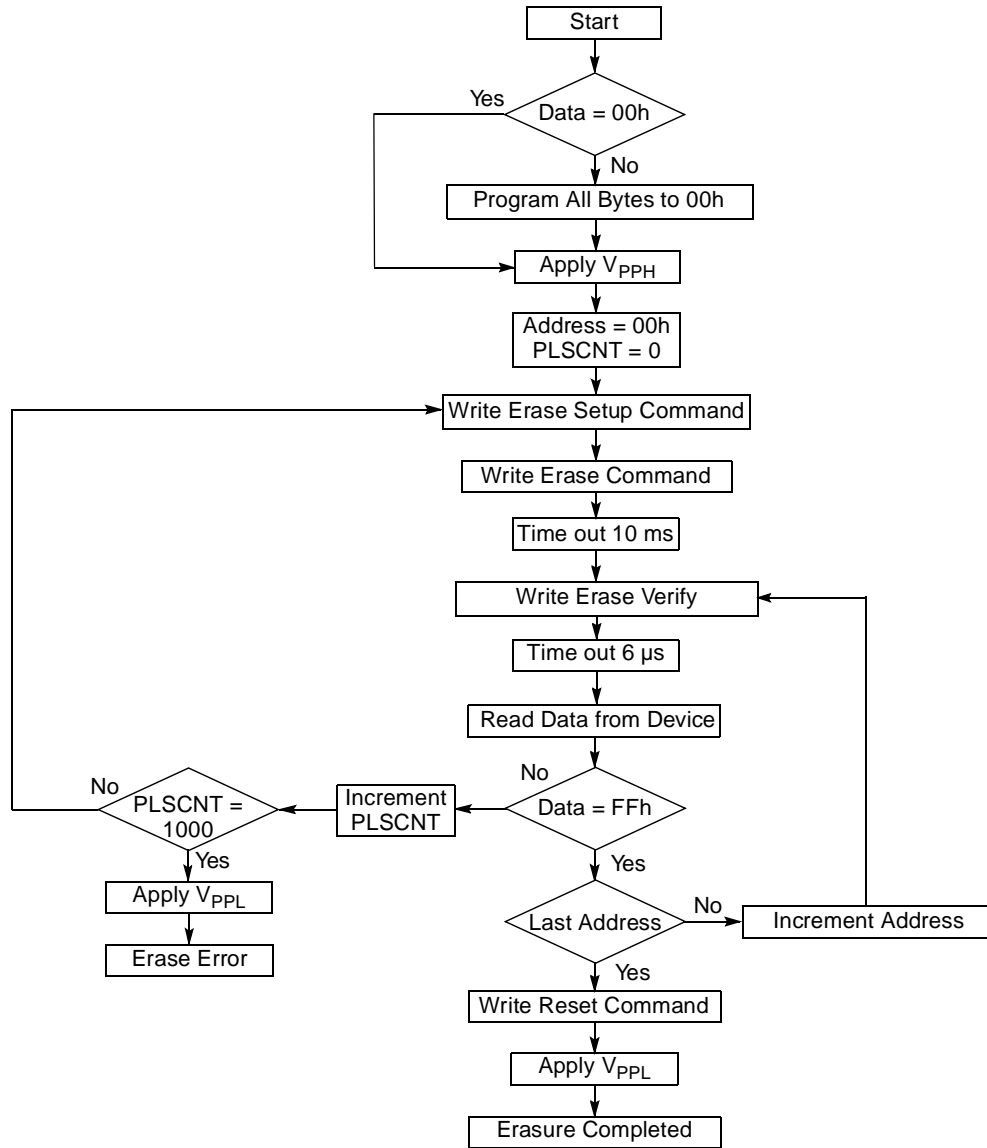 Start
Yes
Data = 00h
No
Program All Bytes to 00h
Apply VPPH
Address = 00h
PLSCNT = 0
Write Erase Setup Command
Write Erase Command
Time out 10 ms
Write Erase Verify
Time out 6 µs
Read Data from Device
No
PLSCNT =
1000
Yes
Increment
PLSCNT
No
Data = FFh
Yes
Apply VPPL
Erase Error
Last Address
No
Increment Address
Yes
Write Reset Command
Apply VPPL
Erasure Completed